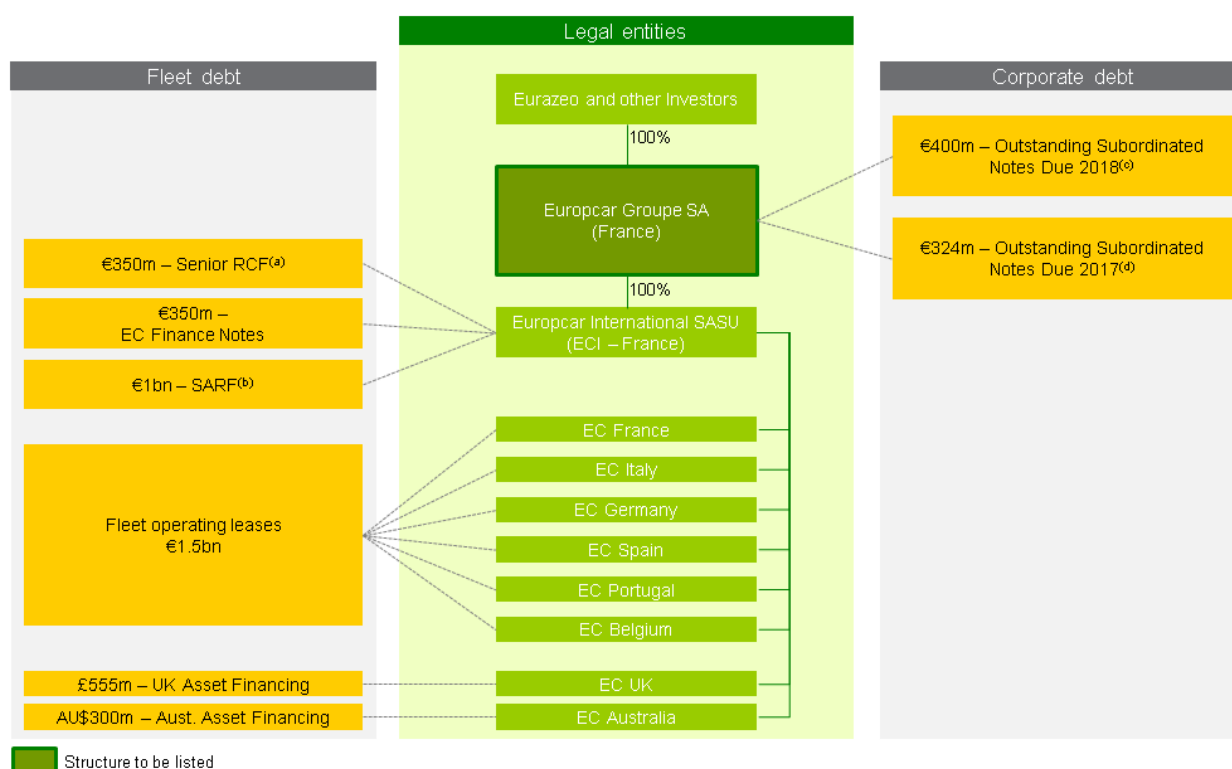 Legal entities
Fleet debt
Corporate debt
Eurazeo and other Investors
100%
€400m – Outstanding Subordinated
Notes Due 2018(c)
Europcar Groupe SA
(France)
€324m – Outstanding Subordinated
Notes Due 2017(d)
€350m – Senior RCF(a)
100%
€350m –
EC Finance Notes
Europcar International SASU
(ECI – France)
€1bn – SARF(b)
EC France
EC Italy
EC Germany
Fleet operating leases
€1.5bn
EC Spain
EC Portugal
EC Belgium
£555m – UK Asset Financing
EC UK
AU$300m – Aust. Asset Financing
EC Australia
Structure to be listed